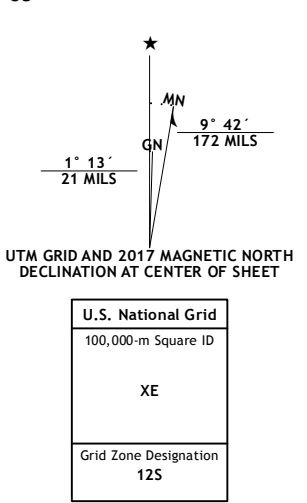 ★
MN
GN
9° 42´
172 MILS
1° 13´
21 MILS
UTM GRID AND 2017 MAGNETIC NORTH
DECLINATION AT CENTER OF SHEET
U.S. National Grid
100,000-m Square ID
XE
Grid Zone Designation
12S